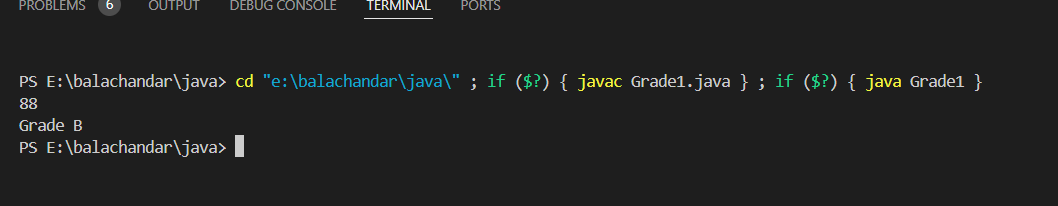 PROBLEMS 6 OUTPUT DEBUG CONSOLE TERMINAL PORTS
PS E:\balachandar\java> cd "e:\balachandar\java\" ; if ($?) { javac Grade1.java } ; if ($?) { java Grade1 }
88
Grade B
PS E:\balachandar\java>